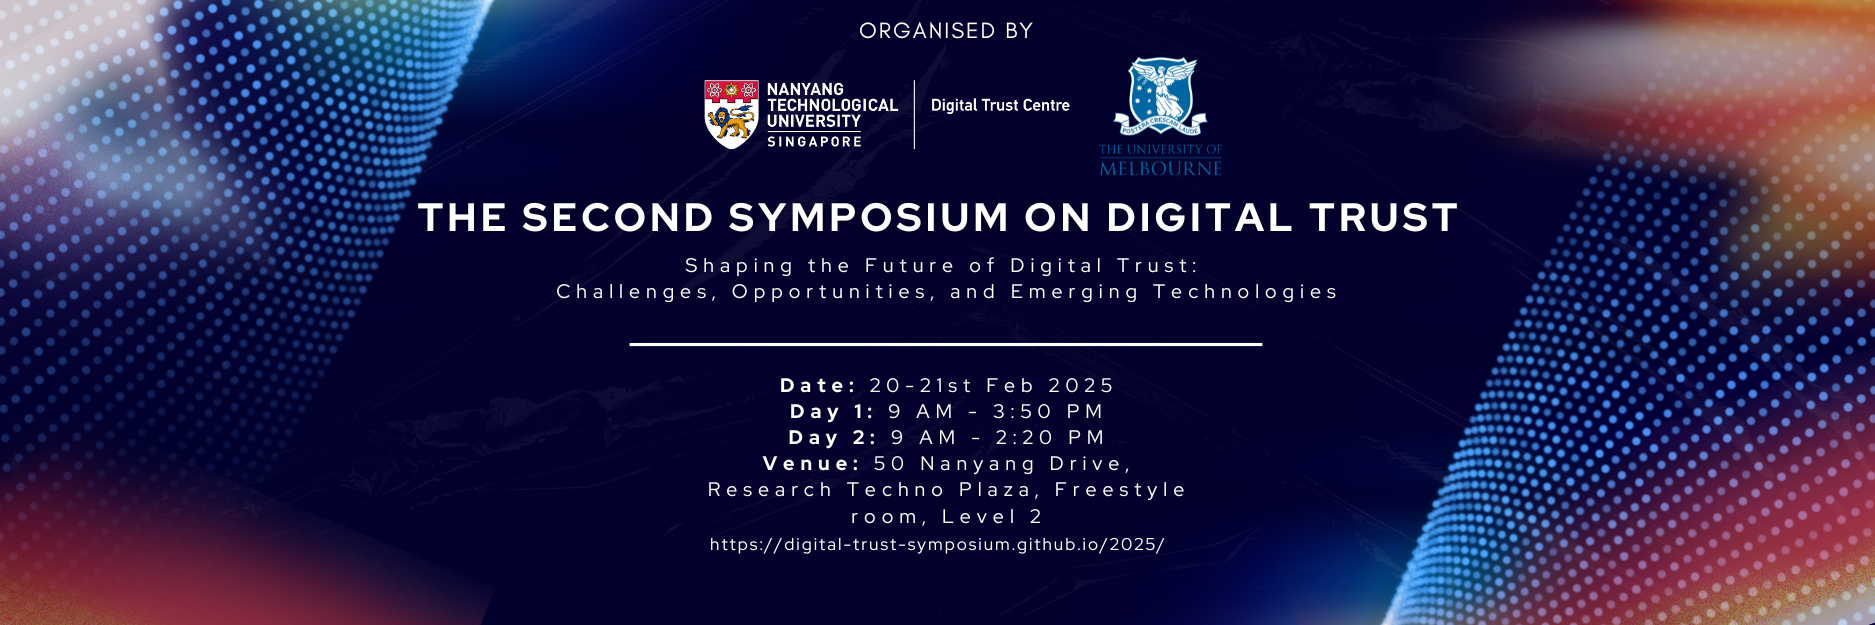 ORGANISED BY
NANYANG
TECHNOLOGICAL
UNIVERSITY
SINGAPORE
Digital Trust Centre
POSTERA CRESCAM LAUDE
THE UNIVERSITY OF
MELBOURNE
THE SECOND SYMPOSIUM ON DIGITAL TRUST
Shaping the Future of Digital Trust:
Challenges, Opportunities, and Emerging Technologies
Date: 20-21st Feb 2025
Day 1: 9 AM - 3:50 PM
Day 2: 9 AM - 2:20 PM
Venue: 50 Nanyang Drive,
Research Techno Plaza, Freestyle
room, Level 2
https://digital-trust-symposium.github.io/2025/